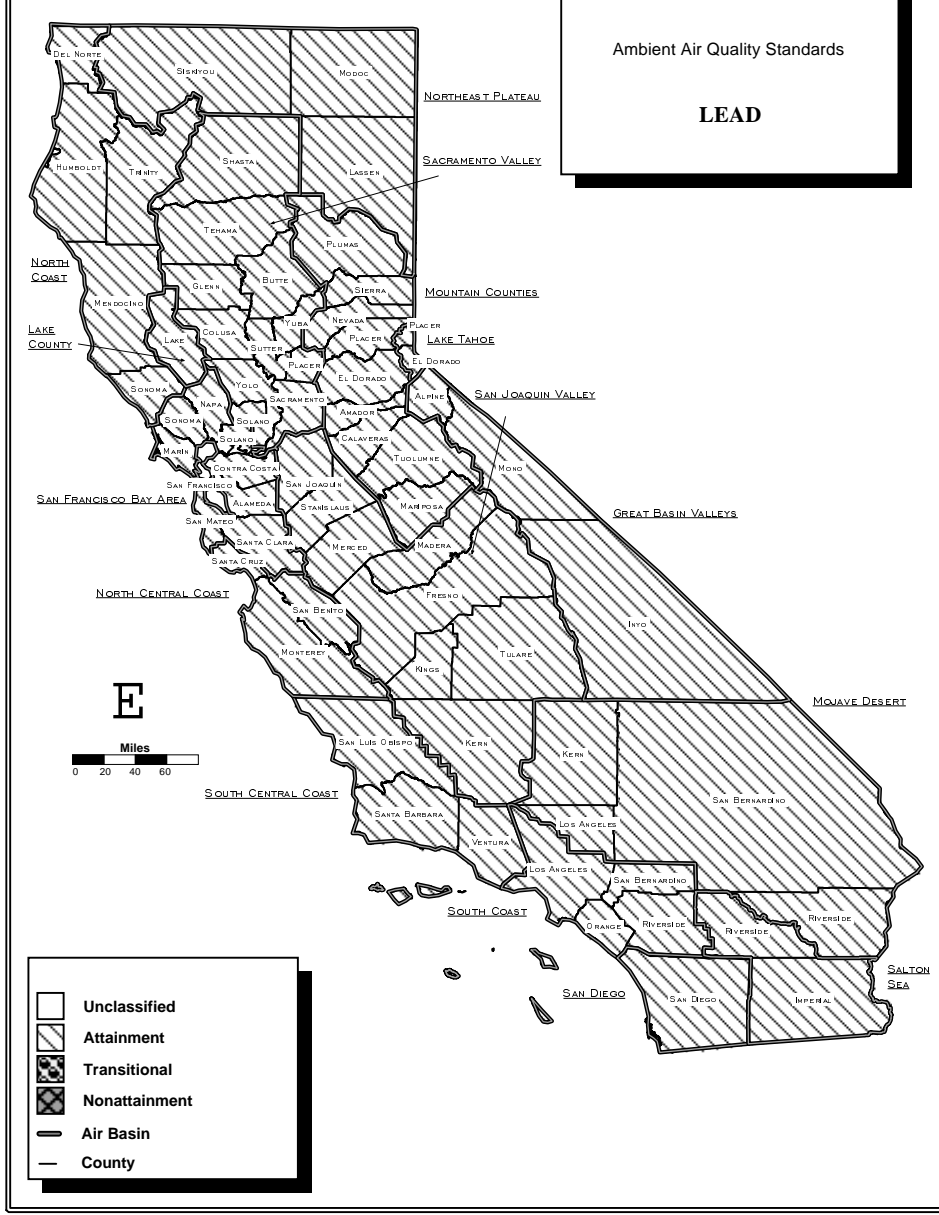 Ambient Air Quality Standards
LEAD
DEL NORTE
SISKIYOU
MODOC
NORTHEAST PLATEAU
SACRAMENTO VALLEY
HUMBOLDT
TRINITY
SHASTA
LASSEN
TEHAMA
PLUMAS
NORTH
COAST
GLENN
BUTTE
SIERRA
MOUNTAIN COUNTIES
MENDOCINO
LAKE
COUNTY
LAKE
COLUSA
SUTTER
YUBA
NEVADA
PLACER
PLACER
LAKE TAHOE
PLACER
EL DORADO
EL DORADO
SONOMA
NAPA
YOLO
SACRAMENTO
ALPINE
SAN JOAQUIN VALLEY
SONOMA
SOLANO
AMADOR
SOLANO
CALAVERAS
MARIN
TUOLUMNE
MONO
CONTRA COSTA
SAN FRANCISCO
SAN JOAQUIN
SAN FRANCISCO BAY AREA
ALAMEDA
STANISLAUS
MARIPOSA
GREAT BASIN VALLEYS
SAN MATEO
SANTA CLARA
MERCED
MADERA
SANTA CRUZ
NORTH CENTRAL COAST
FRESNO
SAN BENITO
INYO
MONTEREY
KINGS
TULARE
E
MOJAVE DESERT
Miles
0 20 40 60
SAN LUIS OBISPO
KERN
KERN
SOUTH CENTRAL COAST
SAN BERNARDINO
SANTA BARBARA
LOS ANGELES
VENTURA
LOS ANGELES
SAN BERNARDINO
SOUTH COAST
ORANGE
RIVERSIDE
RIVERSIDE
RIVERSIDE
SALTON
SEA
SAN DIEGO
SAN DIEGO
IMPERIAL
Unclassified
Attainment
Transitional
Nonattainment
Air Basin
County